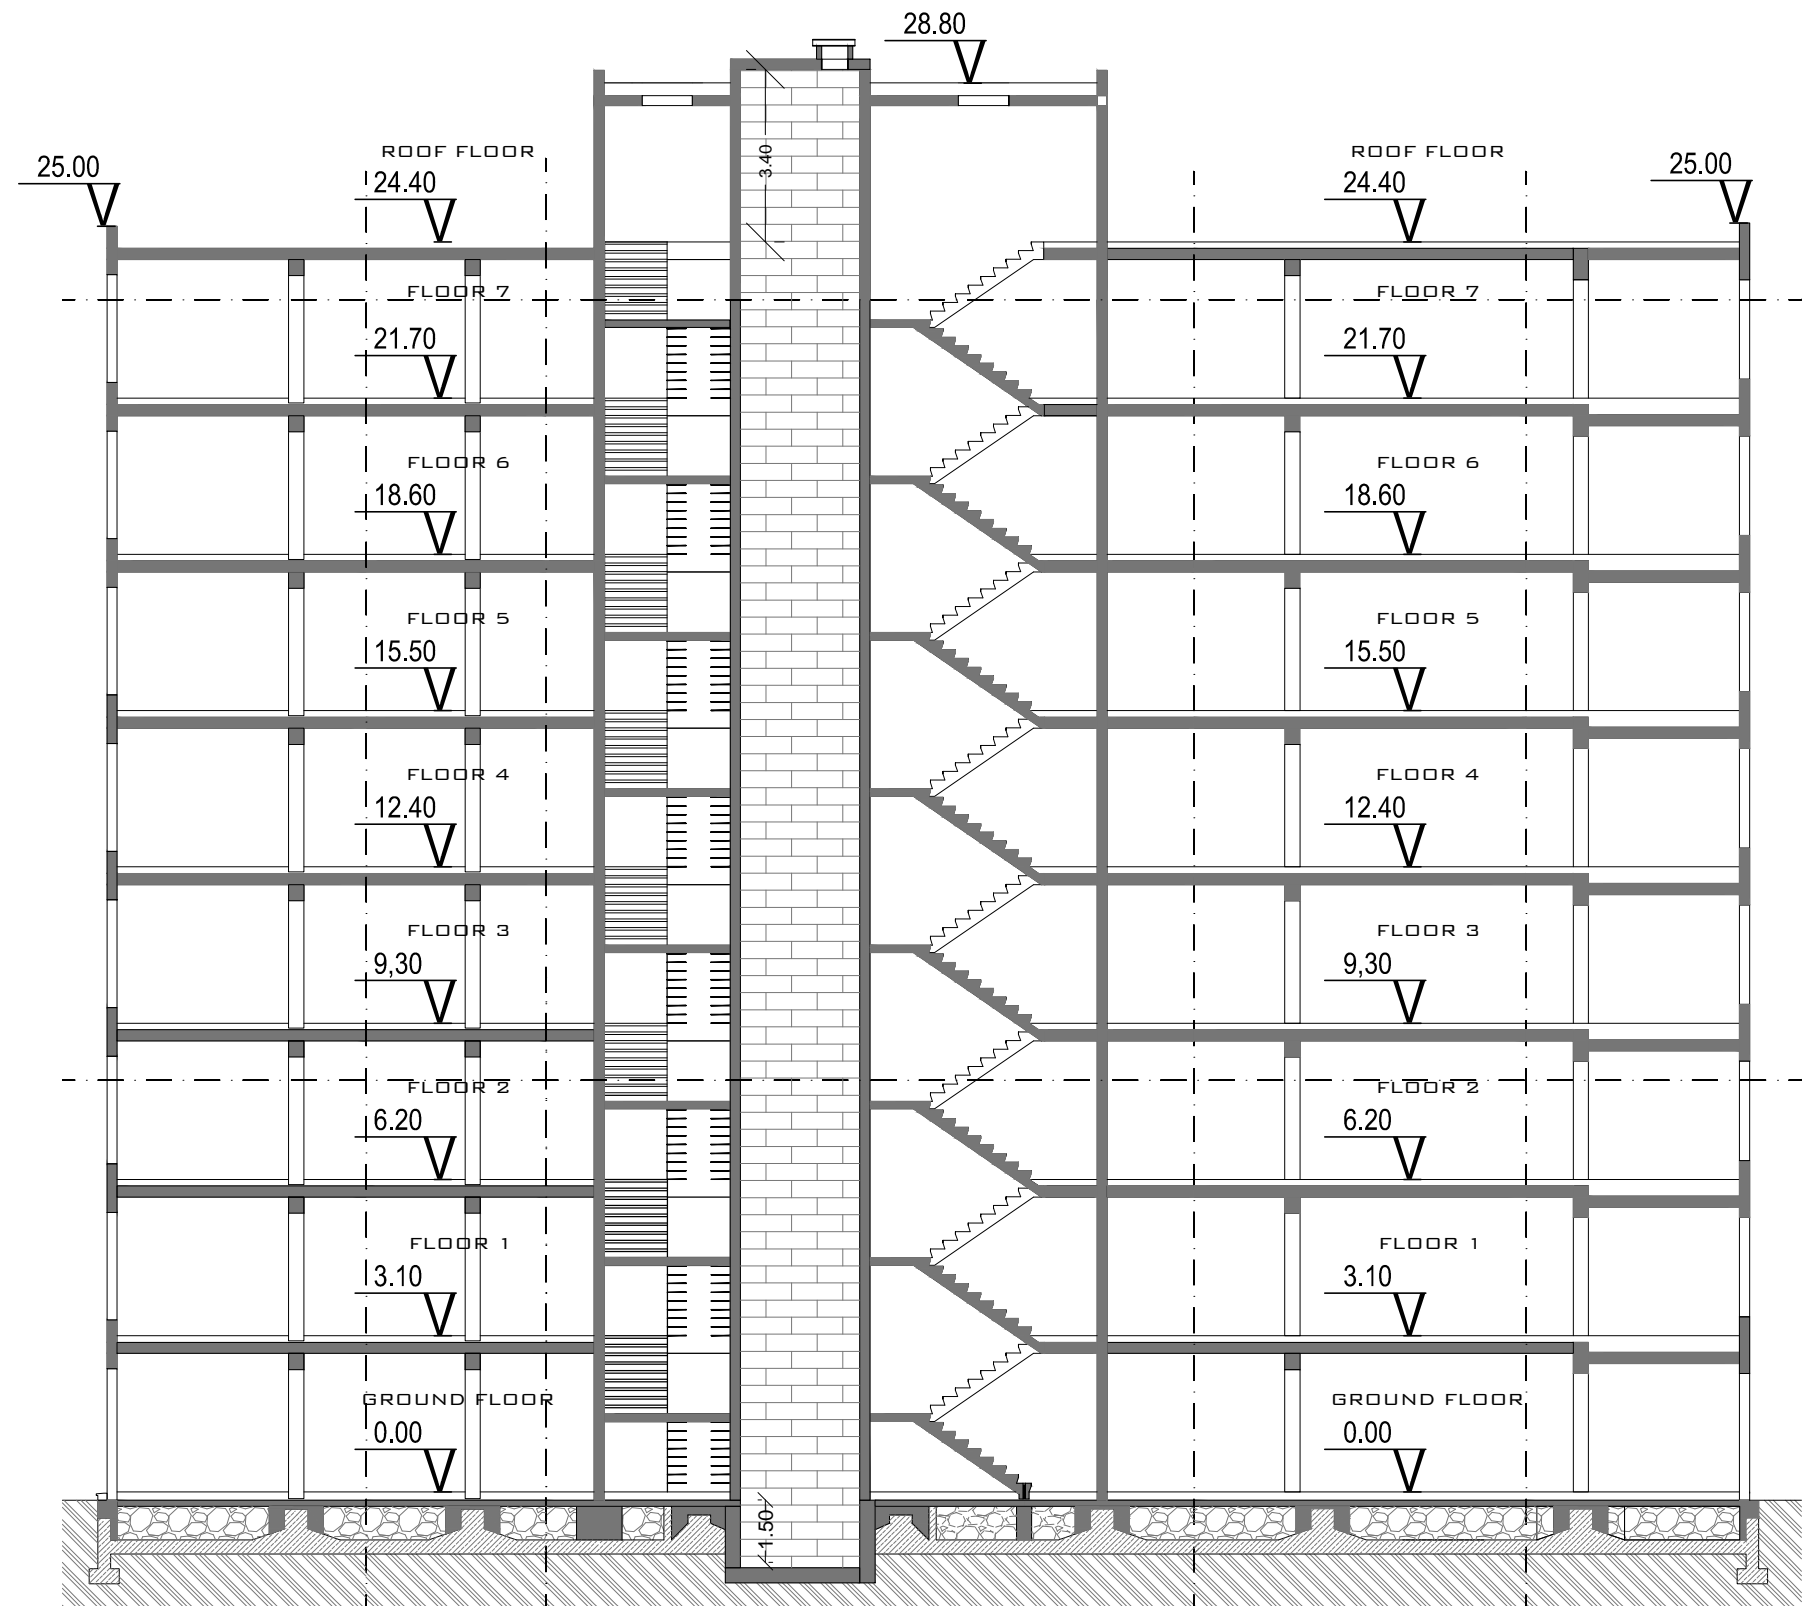 28.80
ROOF FLOOR ROOF FLOOR
25.00 24.40 3.40 24.40 25.00
FLOOR 7 FLOOR 7
21.70 21.70
FLOOR 6 FLOOR 6
18.60 18.60
FLOOR 5 FLOOR 5
15.50 15.50
FLOOR 4 FLOOR 4
12.40 12.40
FLOOR 3 FLOOR 3
9,30 9,30
FLOOR 2 FLOOR 2
6.20 6.20
FLOOR 1 FLOOR 1
3.10 3.10
GROUND FLOOR GROUND FLOOR
0.00 0.00
1.50